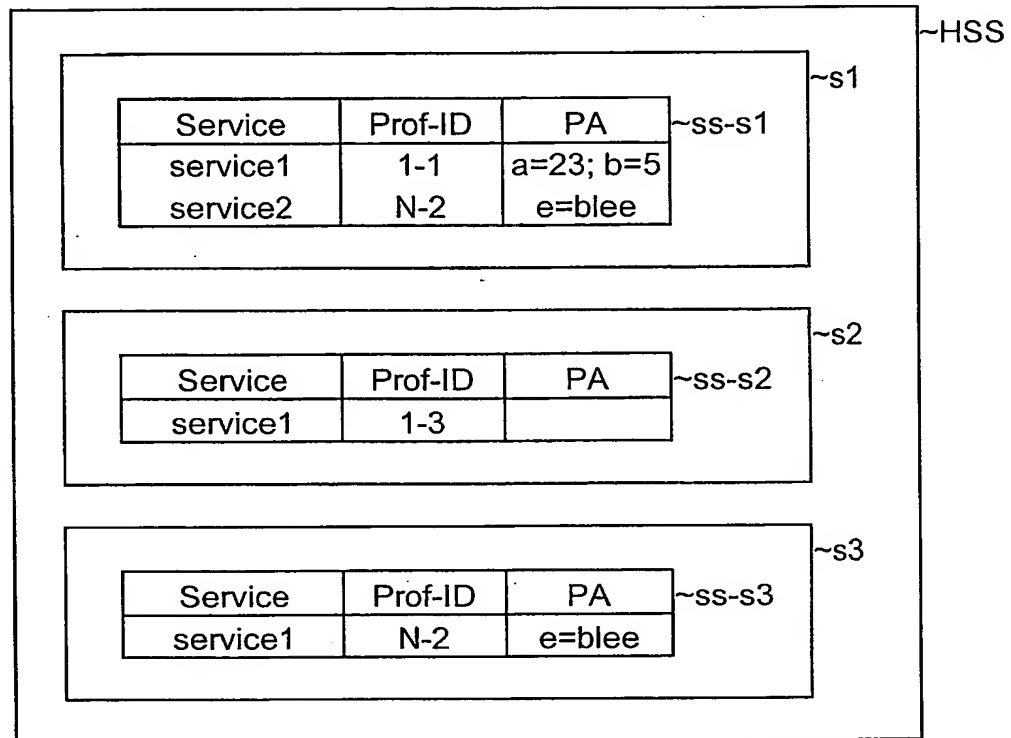 ~HSS
~s1
Service Prof-ID PA ~ss-s1
service1 1-1 a=23; b=5
service2 N-2 e=blee
~s2
Service Prof-ID PA ~ss-s2
service1 1-3
~s3
Service Prof-ID PA ~ss-s3
service1 N-2 e=blee